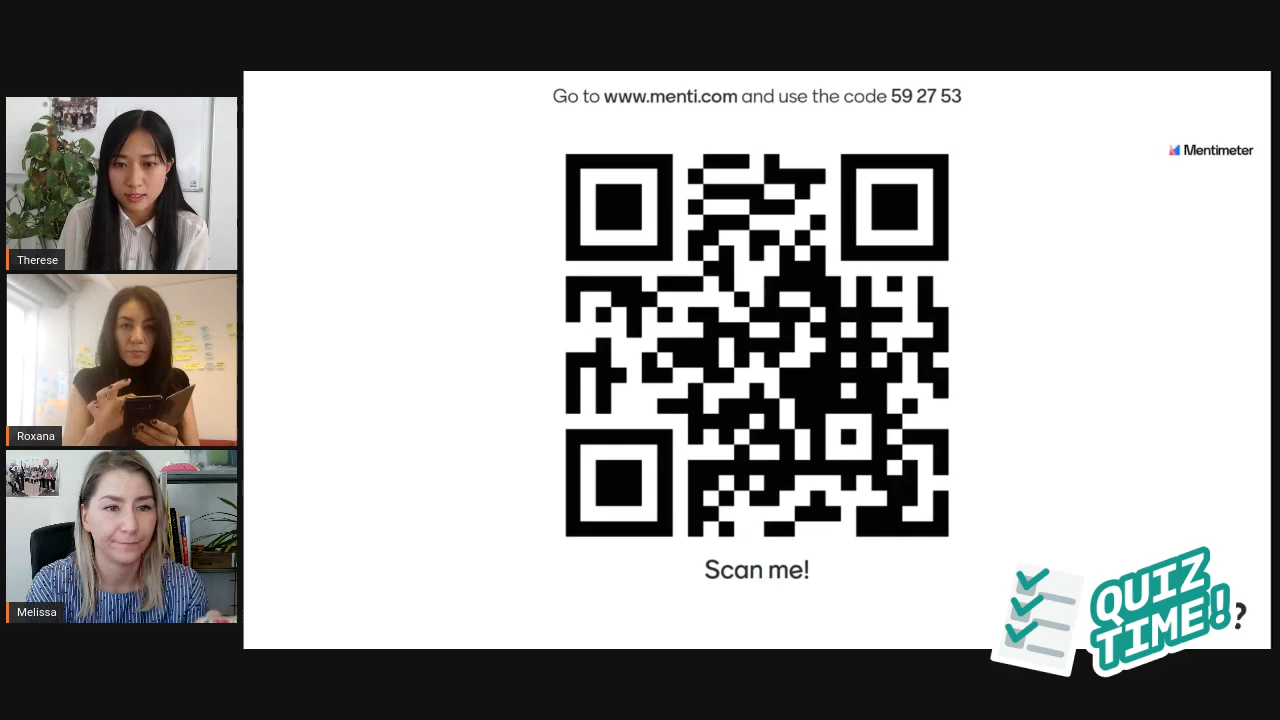 Go to www.menti.com and use the code 59 27 53
Mentimeter
Therese
Roxana
Melissa
Scan me!
QUIZ
TIME!
?